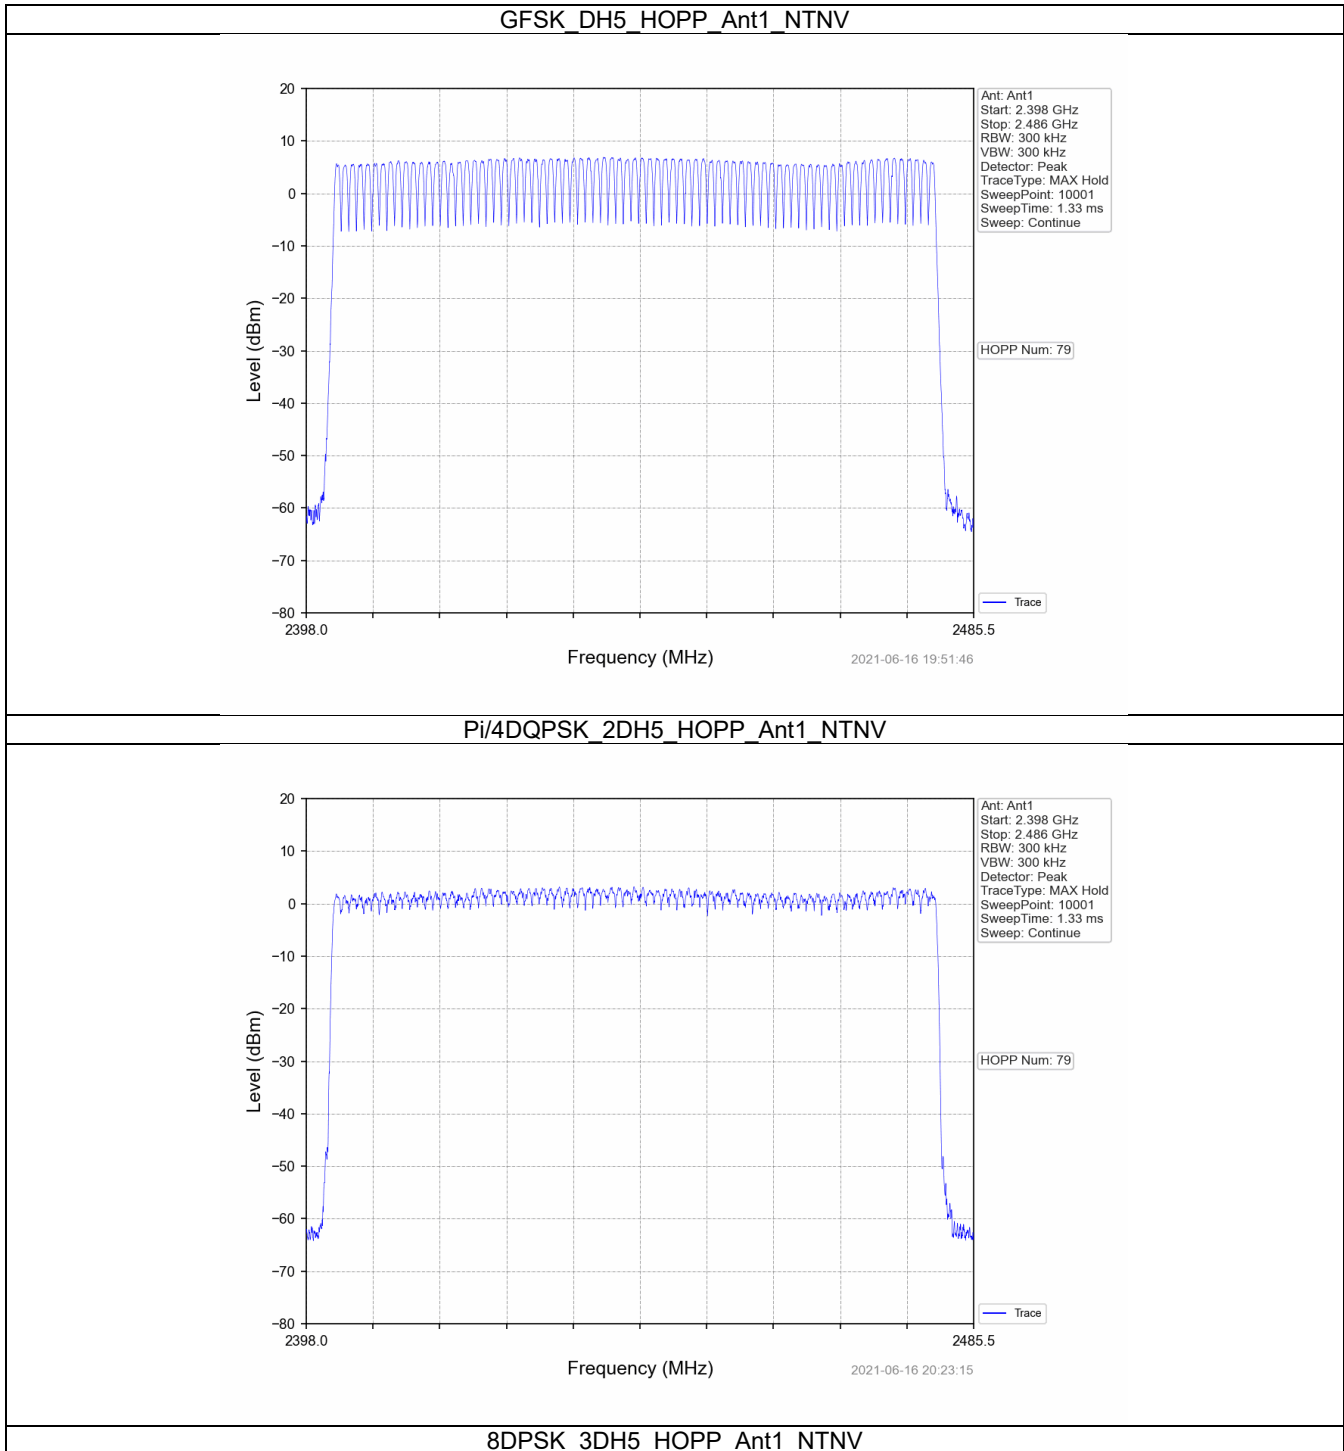 GFSK_DH5_HOPP_Ant1_NTNV
20
10
0
−10
−20
−30
−40
−50
−60
−70
−80
Level (dBm)
2398.0
2485.5
Frequency (MHz)
2021-06-16 19:51:46
Ant: Ant1
Start: 2.398 GHz
Stop: 2.486 GHz
RBW: 300 kHz
VBW: 300 kHz
Detector: Peak
TraceType: MAX Hold
SweepPoint: 10001
SweepTime: 1.33 ms
Sweep: Continue
HOPP Num: 79
Trace
Pi/4DQPSK_2DH5_HOPP_Ant1_NTNV
20
10
0
−10
−20
−30
−40
−50
−60
−70
−80
Level (dBm)
2398.0
2485.5
Frequency (MHz)
2021-06-16 20:23:15
Ant: Ant1
Start: 2.398 GHz
Stop: 2.486 GHz
RBW: 300 kHz
VBW: 300 kHz
Detector: Peak
TraceType: MAX Hold
SweepPoint: 10001
SweepTime: 1.33 ms
Sweep: Continue
HOPP Num: 79
Trace
8DPSK_3DH5_HOPP_Ant1_NTNV